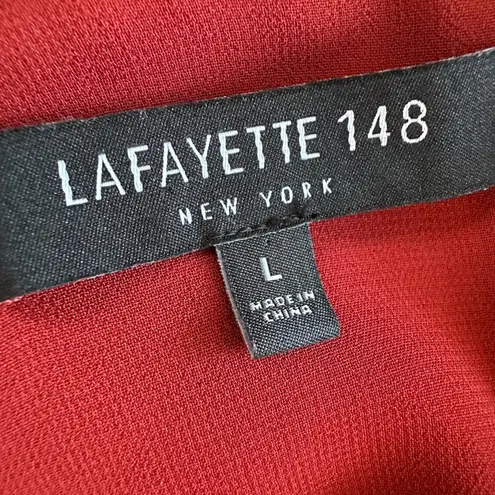 LAFAYETTE 148
NEW YORK
L
MADE IN
CHINA